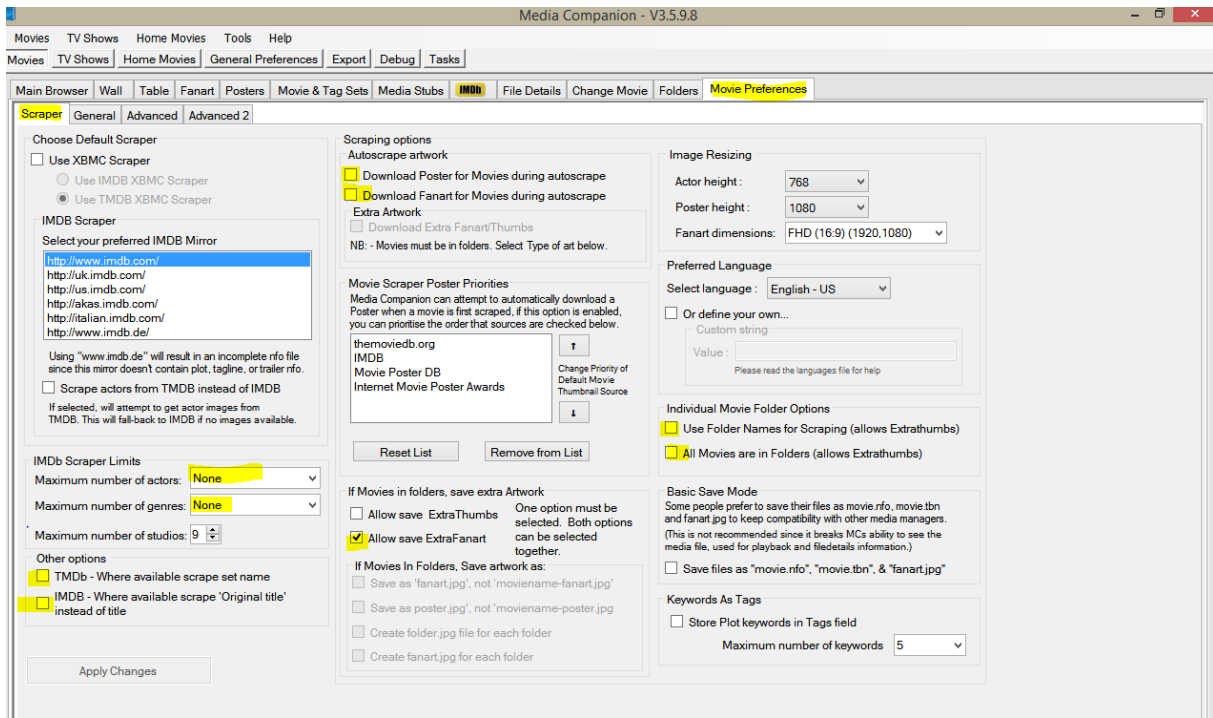 Media Companion - V3.5.9.8
Movies TV Shows Home Movies Tools Help
Movies TV Shows Home Movies General Preferences Export Debug Tasks
Main Browser Wall Table Fanart Posters Movie & Tag Sets Media Stubs IMDb File Details Change Movie Folders Movie Preferences
Scraper General Advanced Advanced 2
Choose Default Scraper
Use XBMC Scraper
Use IMDB XBMC Scraper
Use TMDB XBMC Scraper
IMDB Scraper
Select your preferred IMDB Mirror
http://www.imdb.com/
http://uk.imdb.com/
http://us.imdb.com/
http://akas.imdb.com/
http://italian.imdb.com/
http://www.imdb.de/
Using "www.imdb.de" will result in an incomplete nfo file
since this mirror doesn't contain plot, tagline, or trailer nfo.
Scrape actors from TMDB instead of IMDB
If selected, will attempt to get actor images from
TMDB. This will fall-back to IMDB if no images available.
IMDb Scraper Limits
Maximum number of actors: None
Maximum number of genres: None
Maximum number of studios: 9
Other options
TMDb - Where available scrape set name
IMDB - Where available scrape 'Original title'
instead of title
Apply Changes
Scraping options
Autoscrape artwork
Download Poster for Movies during autoscrape
Download Fanart for Movies during autoscrape
Extra Artwork
Download Extra Fanart/Thumbs
NB: - Movies must be in folders. Select Type of art below.
Movie Scraper Poster Priorities
Media Companion can attempt to automatically download a
Poster when a movie is first scraped, if this option is enabled,
you can prioritise the order that sources are checked below.
themoviedb.org
IMDB
Movie Poster DB
Internet Movie Poster Awards
Change Priority of
Default Movie
Thumbnail Source
Reset List Remove from List
If Movies in folders, save extra Artwork
Allow save ExtraThumbs
Allow save ExtraFanart
One option must be
selected. Both options
can be selected
together.
If Movies In Folders, Save artwork as:
Save as 'fanart.jpg', not 'moviename-fanart.jpg'
Save as poster.jpg', not 'moviename-poster.jpg
Create folder.jpg file for each folder
Create fanart.jpg for each folder
Image Resizing
Actor height : 768
Poster height : 1080
Fanart dimensions: FHD (16:9) (1920,1080)
Preferred Language
Select language : English - US
Or define your own...
Custom string
Value :
Please read the languages file for help
Individual Movie Folder Options
Use Folder Names for Scraping (allows Extrathumbs)
All Movies are in Folders (allows Extrathumbs)
Basic Save Mode
Some people prefer to save their files as movie.nfo, movie.tbn
and fanart.jpg to keep compatibility with other media managers.
(This is not recommended since it breaks MCs ability to see the
media file, used for playback and filedetails information.)
Save files as "movie.nfo", "movie.tbn", & "fanart.jpg"
Keywords As Tags
Store Plot keywords in Tags field
Maximum number of keywords 5